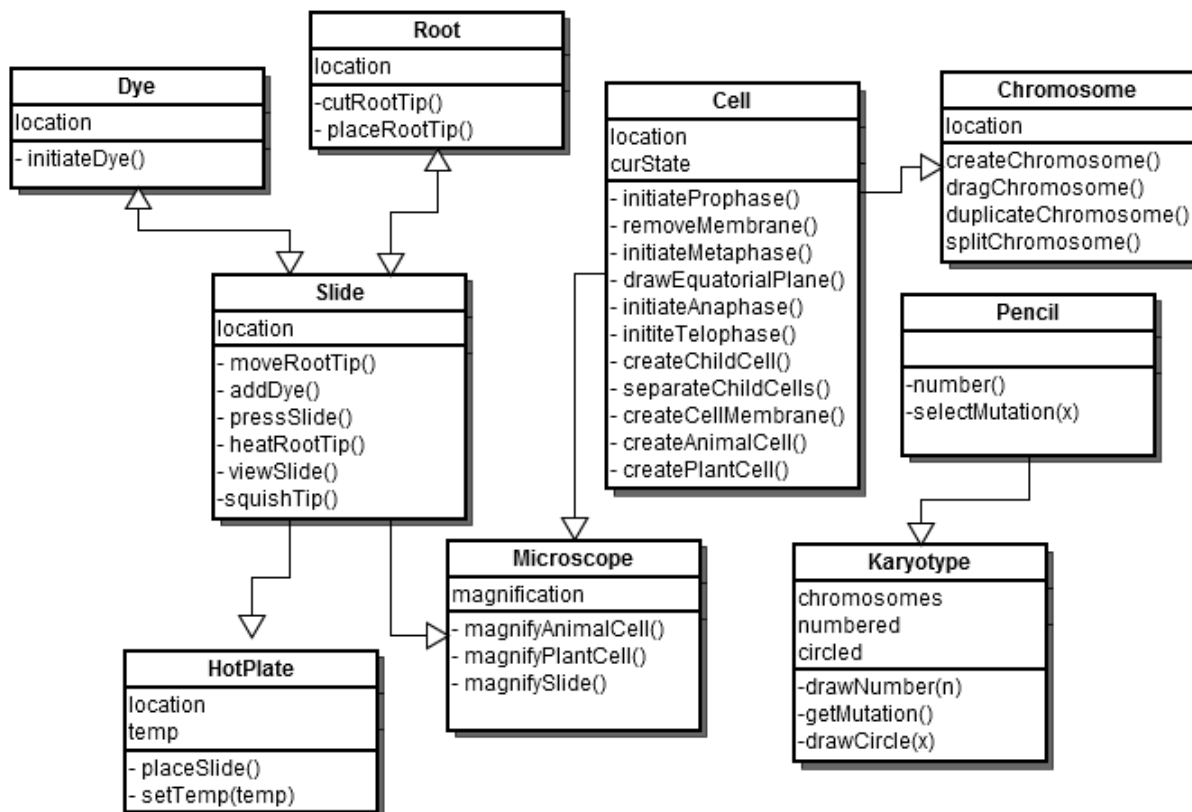 Dye
location
- initiateDye()
Root
location
-cutRootTip()
- placeRootTip()
Cell
location
curState
- initiateProphase()
- removeMembrane()
- initiateMetaphase()
- drawEquatorialPlane()
- initiateAnaphase()
- inititeTelophase()
- createChildCell()
- separateChildCells()
- createCellMembrane()
- createAnimalCell()
- createPlantCell()
Chromosome
location
createChromosome()
dragChromosome()
duplicateChromosome()
splitChromosome()
Slide
location
- moveRootTip()
- addDye()
- pressSlide()
- heatRootTip()
- viewSlide()
-squishTip()
Pencil
-number()
-selectMutation(x)
HotPlate
location
temp
- placeSlide()
- setTemp(temp)
Microscope
magnification
- magnifyAnimalCell()
- magnifyPlantCell()
- magnifySlide()
Karyotype
chromosomes
numbered
circled
-drawNumber(n)
-getMutation()
-drawCircle(x)